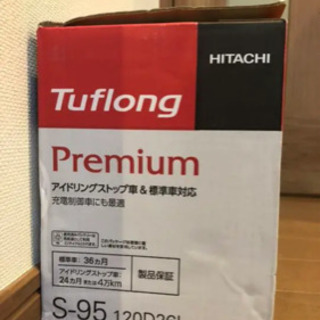 HITACHI
Tuflong
Premium
アイドリングストップ車 & 標準車対応
充電制御車にも最適
標準車：36ヵ月
アイドリングストップ車：
24ヵ月または4万km
製品保証
S-95 120D26L